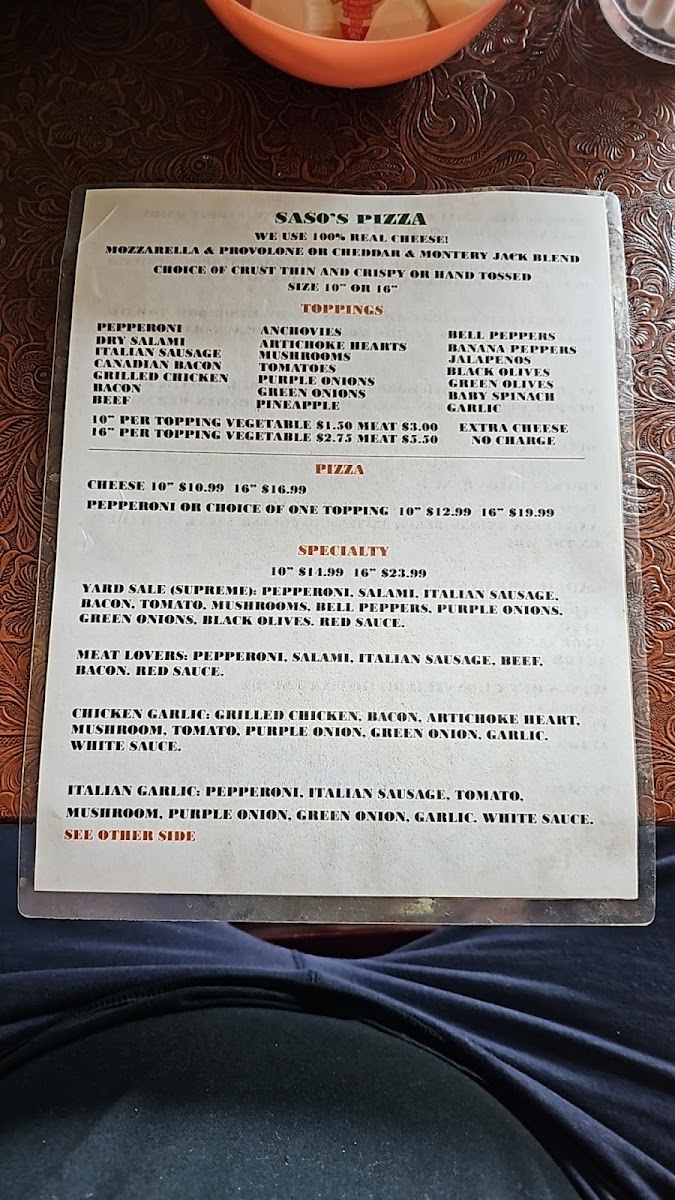 SASO'S PIZZA
WE USE 100% REAL CHEESE!
MOZZARELLA & PROVOLONE OR CHEDDAR & MONTERY JACK BLEND
CHOICE OF CRUST THIN AND CRISPY OR HAND TOSSED
SIZE 10" OR 16"
TOPPINGS
PEPPERONI
DRY SALAMI
ITALIAN SAUSAGE
CANADIAN BACON
GRILLED CHICKEN
BACON
BEEF
ANCHOVIES
ARTICHOKE HEARTS
MUSHROOMS
TOMATOES
PURPLE ONIONS
GREEN ONIONS
PINEAPPLE
BELL PEPPERS
BANANA PEPPERS
JALAPENOS
BLACK OLIVES
GREEN OLIVES
BABY SPINACH
GARLIC
10" PER TOPPING VEGETABLE $1.50 MEAT $3.00
16" PER TOPPING VEGETABLE $2.75 MEAT $5.50
EXTRA CHEESE
NO CHARGE
PIZZA
CHEESE 10" $10.99 16" $16.99
PEPPERONI OR CHOICE OF ONE TOPPING 10" $12.99 16" $19.99
SPECIALTY
10" $14.99 16" $23.99
YARD SALE (SUPREME): PEPPERONI, SALAMI, ITALIAN SAUSAGE,
BACON, TOMATO, MUSHROOMS, BELL PEPPERS, PURPLE ONIONS,
GREEN ONIONS, BLACK OLIVES. RED SAUCE.
MEAT LOVERS: PEPPERONI, SALAMI, ITALIAN SAUSAGE, BEEF,
BACON. RED SAUCE.
CHICKEN GARLIC: GRILLED CHICKEN, BACON, ARTICHOKE HEART,
MUSHROOM, TOMATO, PURPLE ONION, GREEN ONION, GARLIC.
WHITE SAUCE.
ITALIAN GARLIC: PEPPERONI, ITALIAN SAUSAGE, TOMATO,
MUSHROOM, PURPLE ONION, GREEN ONION, GARLIC. WHITE SAUCE.
SEE OTHER SIDE